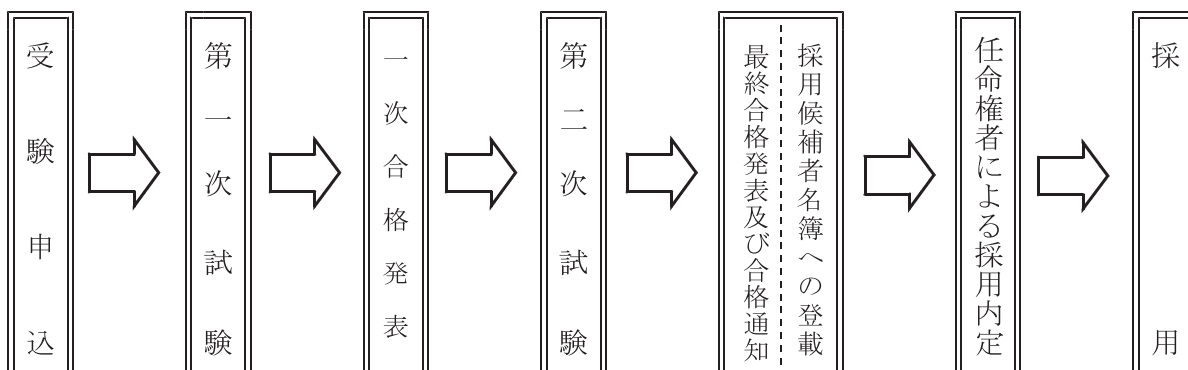 受験申込
第一次試験
一次合格発表
第二次試験
採用候補者名簿への登載
最終合格発表及び合格通知
任命権者による採用内定
採用